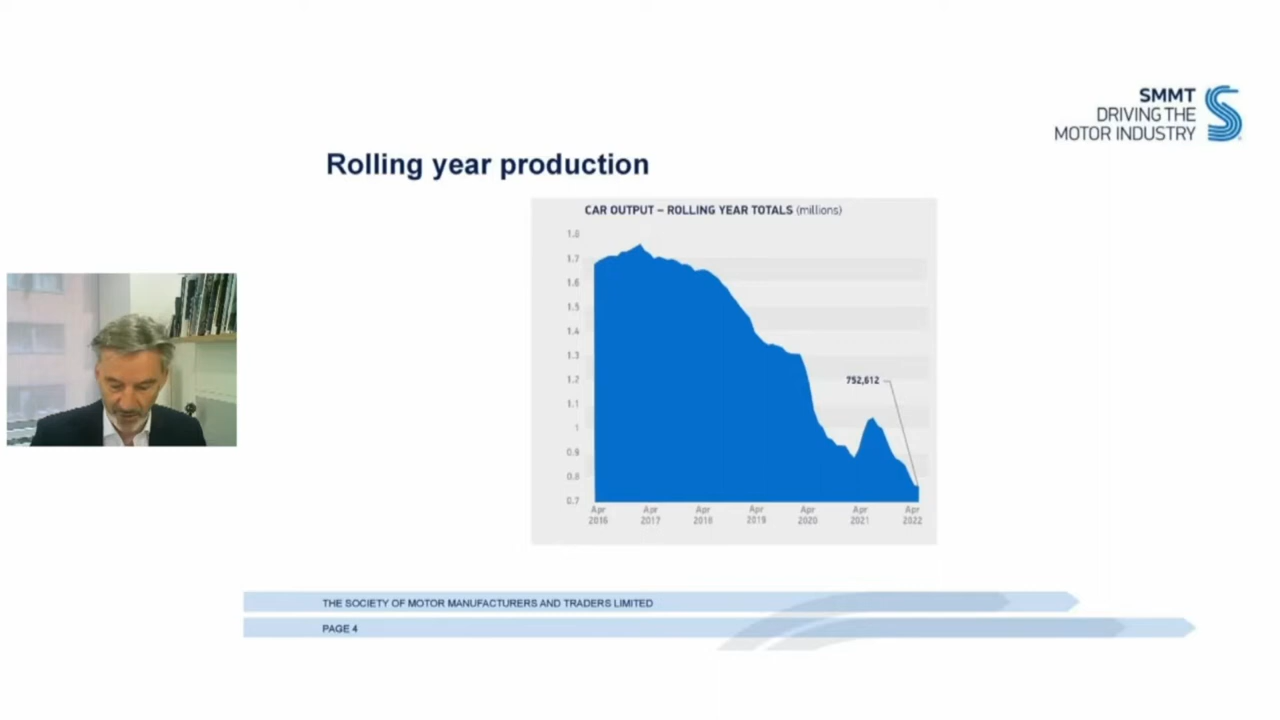 SMMT
DRIVING THE
MOTOR INDUSTRY
Rolling year production
CAR OUTPUT – ROLLING YEAR TOTALS (millions)
1.8
1.7
1.6
1.5
1.4
1.3
1.2
1.1
1
0.9
0.8
0.7
752,612
Apr 2016
Apr 2017
Apr 2018
Apr 2019
Apr 2020
Apr 2021
Apr 2022
THE SOCIETY OF MOTOR MANUFACTURERS AND TRADERS LIMITED
PAGE 4